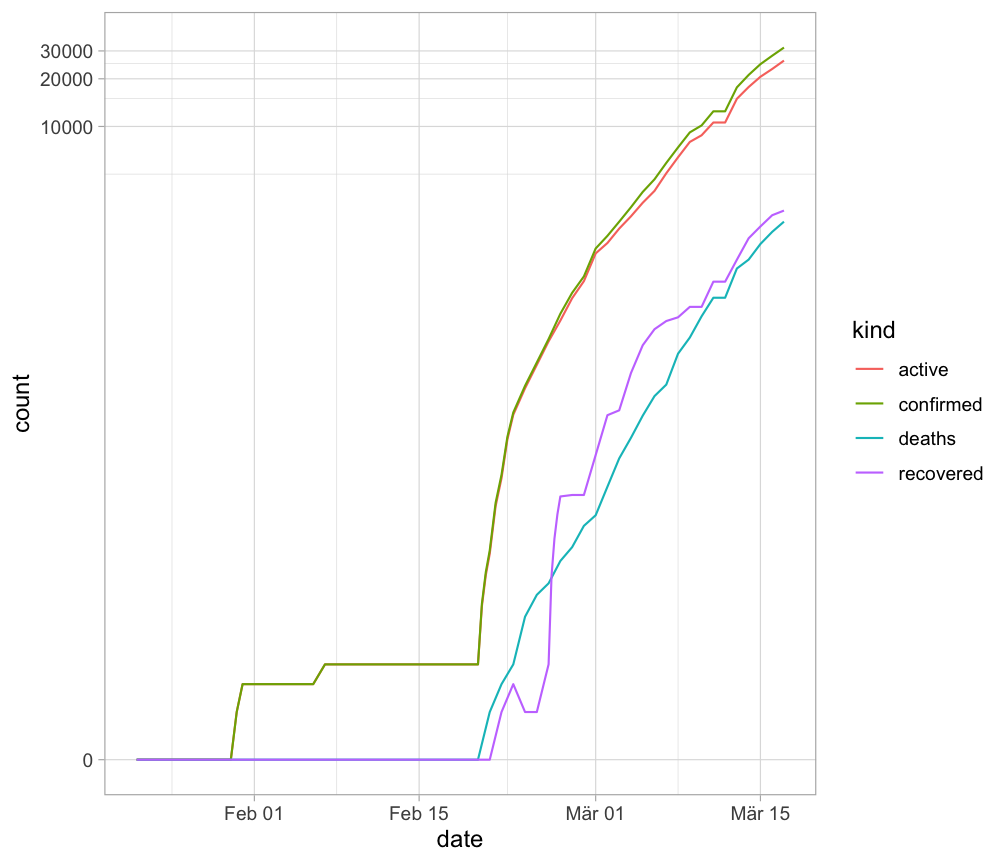 30000
20000
10000
0
count
Feb 01
Feb 15
Mär 01
Mär 15
date
kind
active
confirmed
deaths
recovered